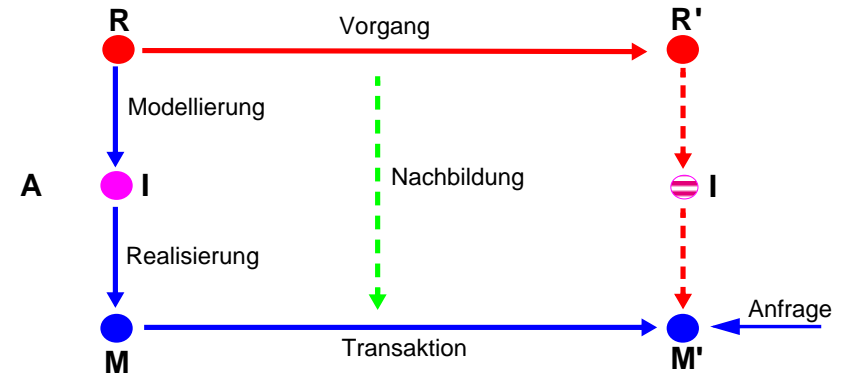 R
Vorgang
R'
Modellierung
A
I
Nachbildung
I
Realisierung
Anfrage
M
Transaktion
M'